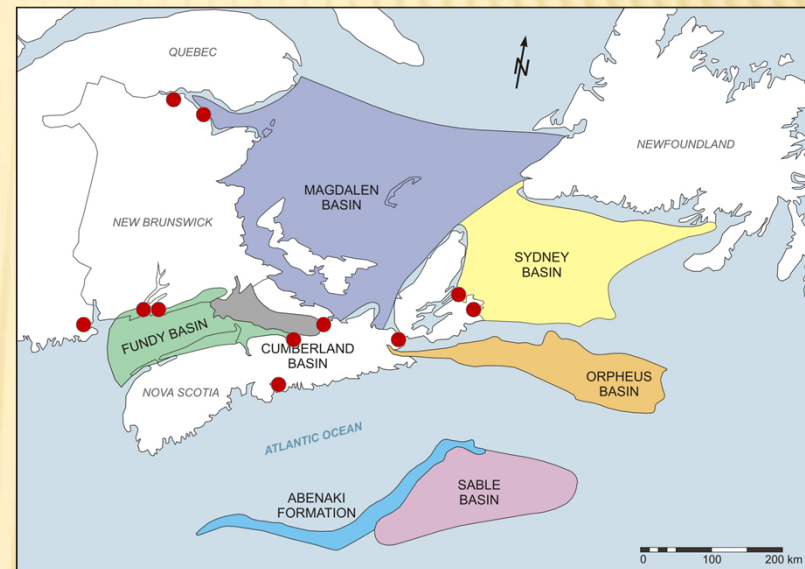 QUEBEC
N
NEWFOUNDLAND
MAGDALEN
BASIN
NEW BRUNSWICK
SYDNEY
BASIN
FUNDY BASIN
CUMBERLAND
BASIN
NOVA SCOTIA
ORPHEUS
BASIN
ATLANTIC OCEAN
ABENAKI
FORMATION
SABLE
BASIN
0 100 200 km